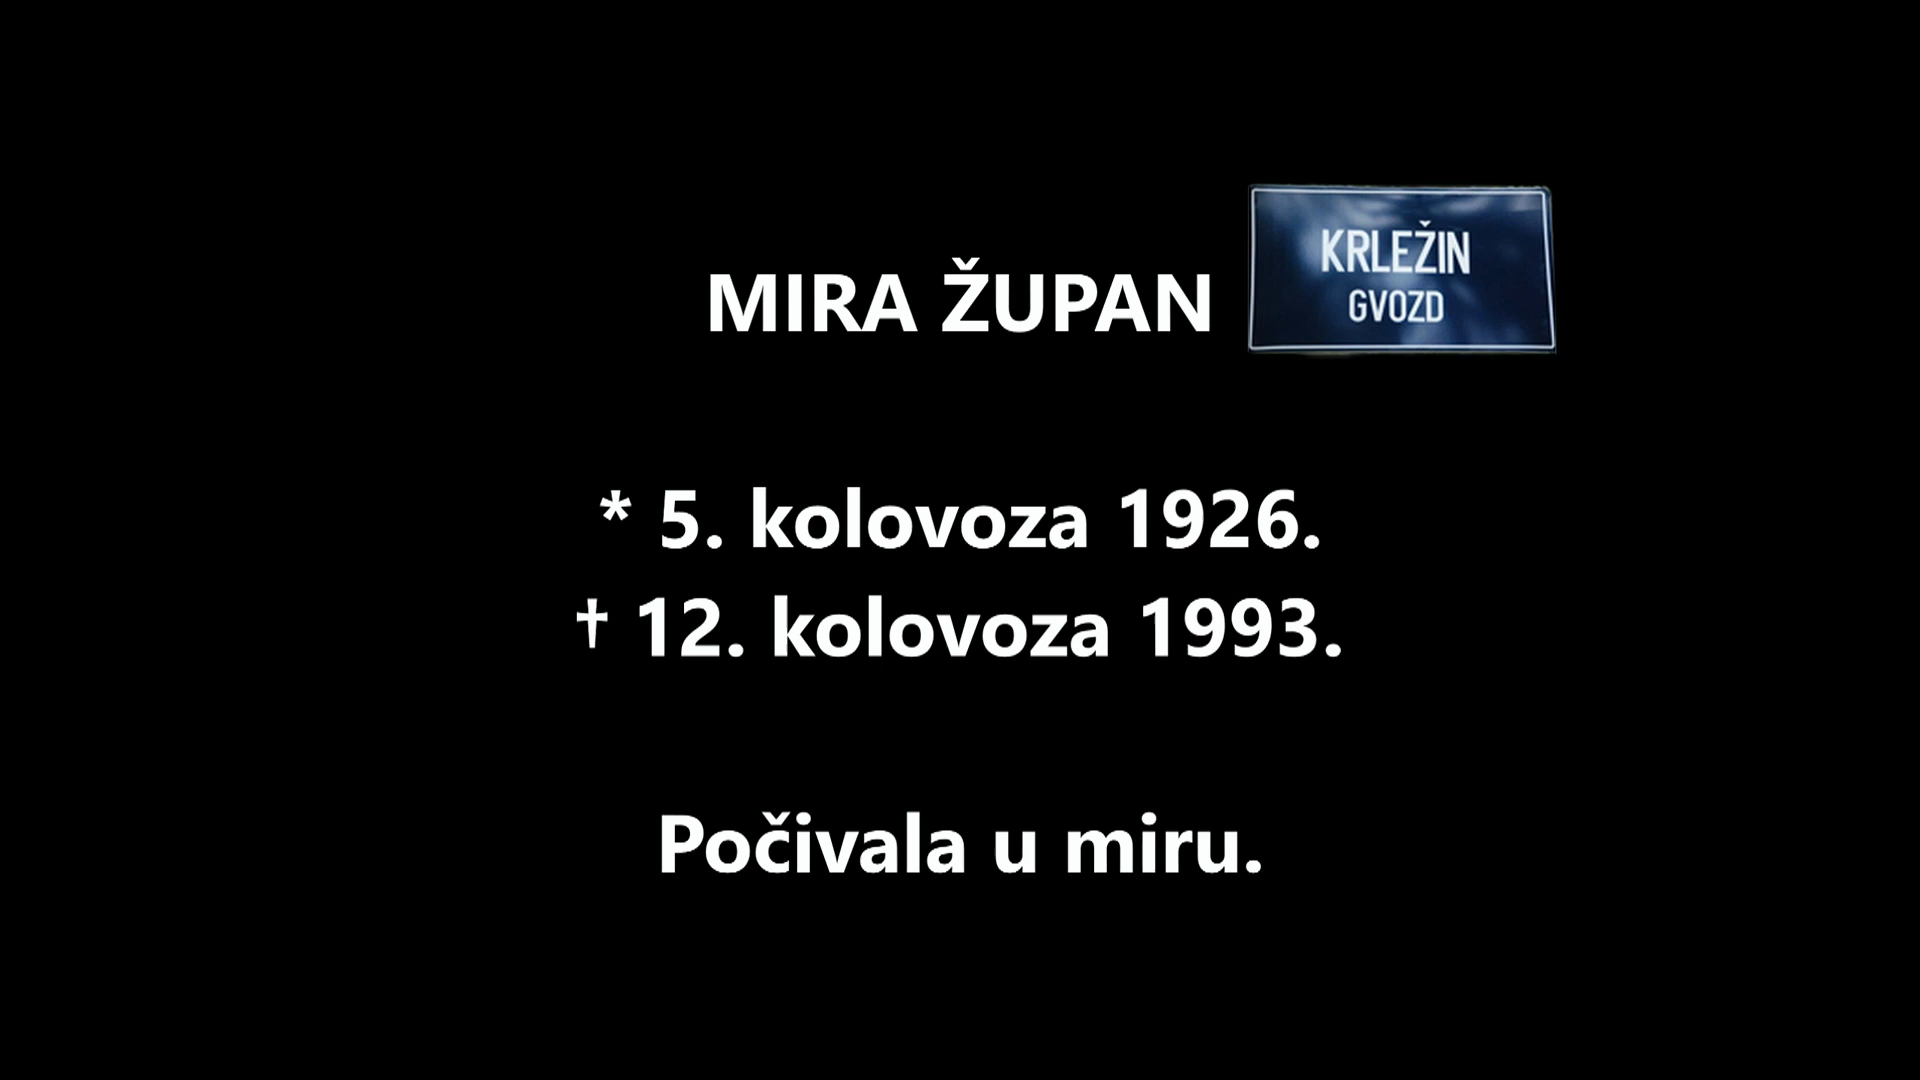 MIRA ŽUPAN
KRLEŽIN
GVOZD
* 5. kolovoza 1926.
† 12. kolovoza 1993.
Počivala u miru.